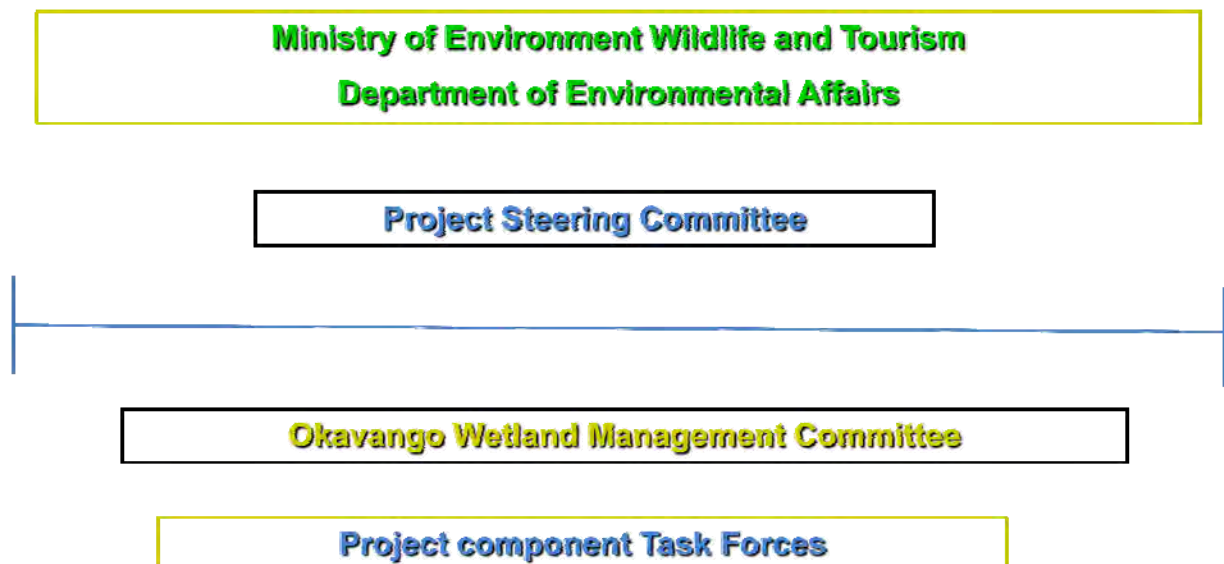 Ministry of Environment Wildlife and Tourism
Department of Environmental Affairs
Project Steering Committee
Okavango Wetland Management Committee
Project component Task Forces